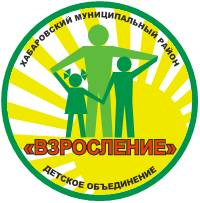 ХАБАРОВСКИЙ МУНИЦИПАЛЬНЫЙ РАЙОН
«ВЗРОСЛЕНИЕ»
ДЕТСКОЕ ОБЪЕДИНЕНИЕ